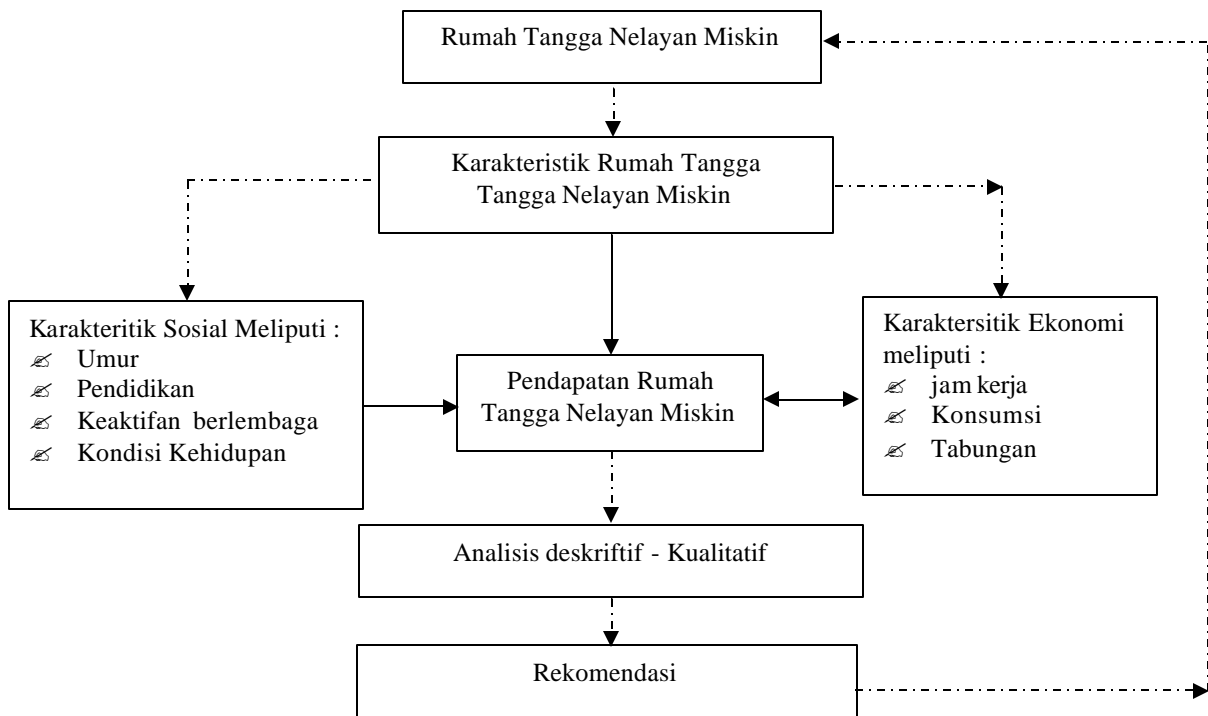 Rumah Tangga Nelayan Miskin
Karakteristik Rumah Tangga
Tangga Nelayan Miskin
Karakteritik Sosial Meliputi :
Umur
Pendidikan
Keaktifan berlembaga
Kondisi Kehidupan
Pendapatan Rumah
Tangga Nelayan Miskin
Karaktersitik Ekonomi
meliputi :
jam kerja
Konsumsi
Tabungan
Analisis deskriftif - Kualitatif
Rekomendasi